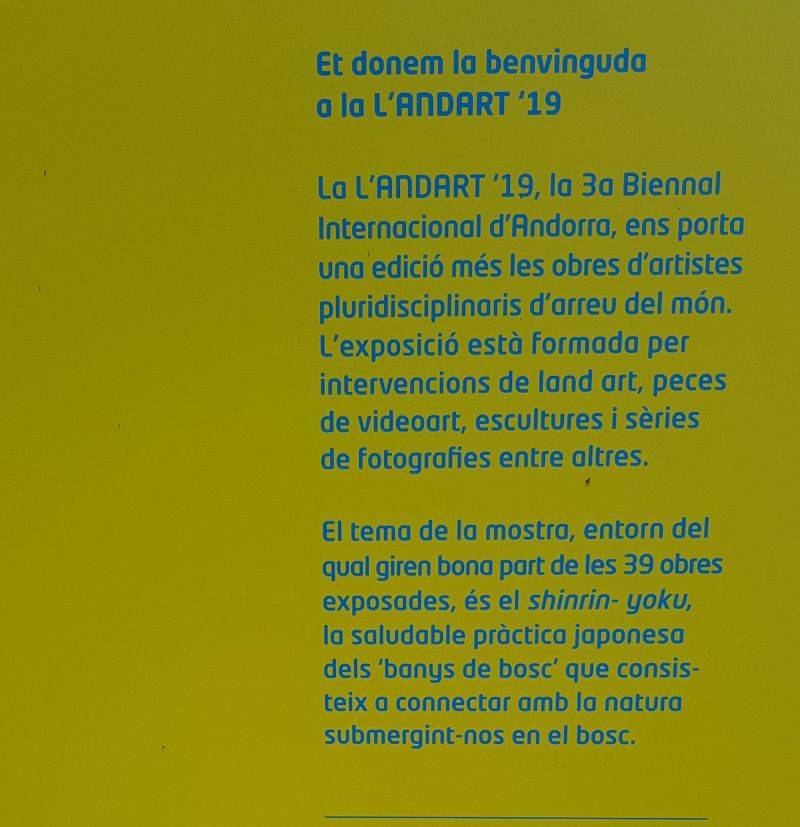 Et donem la benvinguda
a la L'ANDART '19
La L'ANDART '19, la 3a Biennal
Internacional d'Andorra, ens porta
una edició més les obres d'artistes
pluridisciplinaris d'arreu del món.
L'exposició està formada per
intervencions de land art, peces
de videoart, escultures i sèries
de fotografies entre altres.
El tema de la mostra, entorn del
qual giren bona part de les 39 obres
exposades, és el shinrin- yoku,
la saludable pràctica japonesa
dels 'banys de bosc' que consis-
teix a connectar amb la natura
submergint-nos en el bosc.